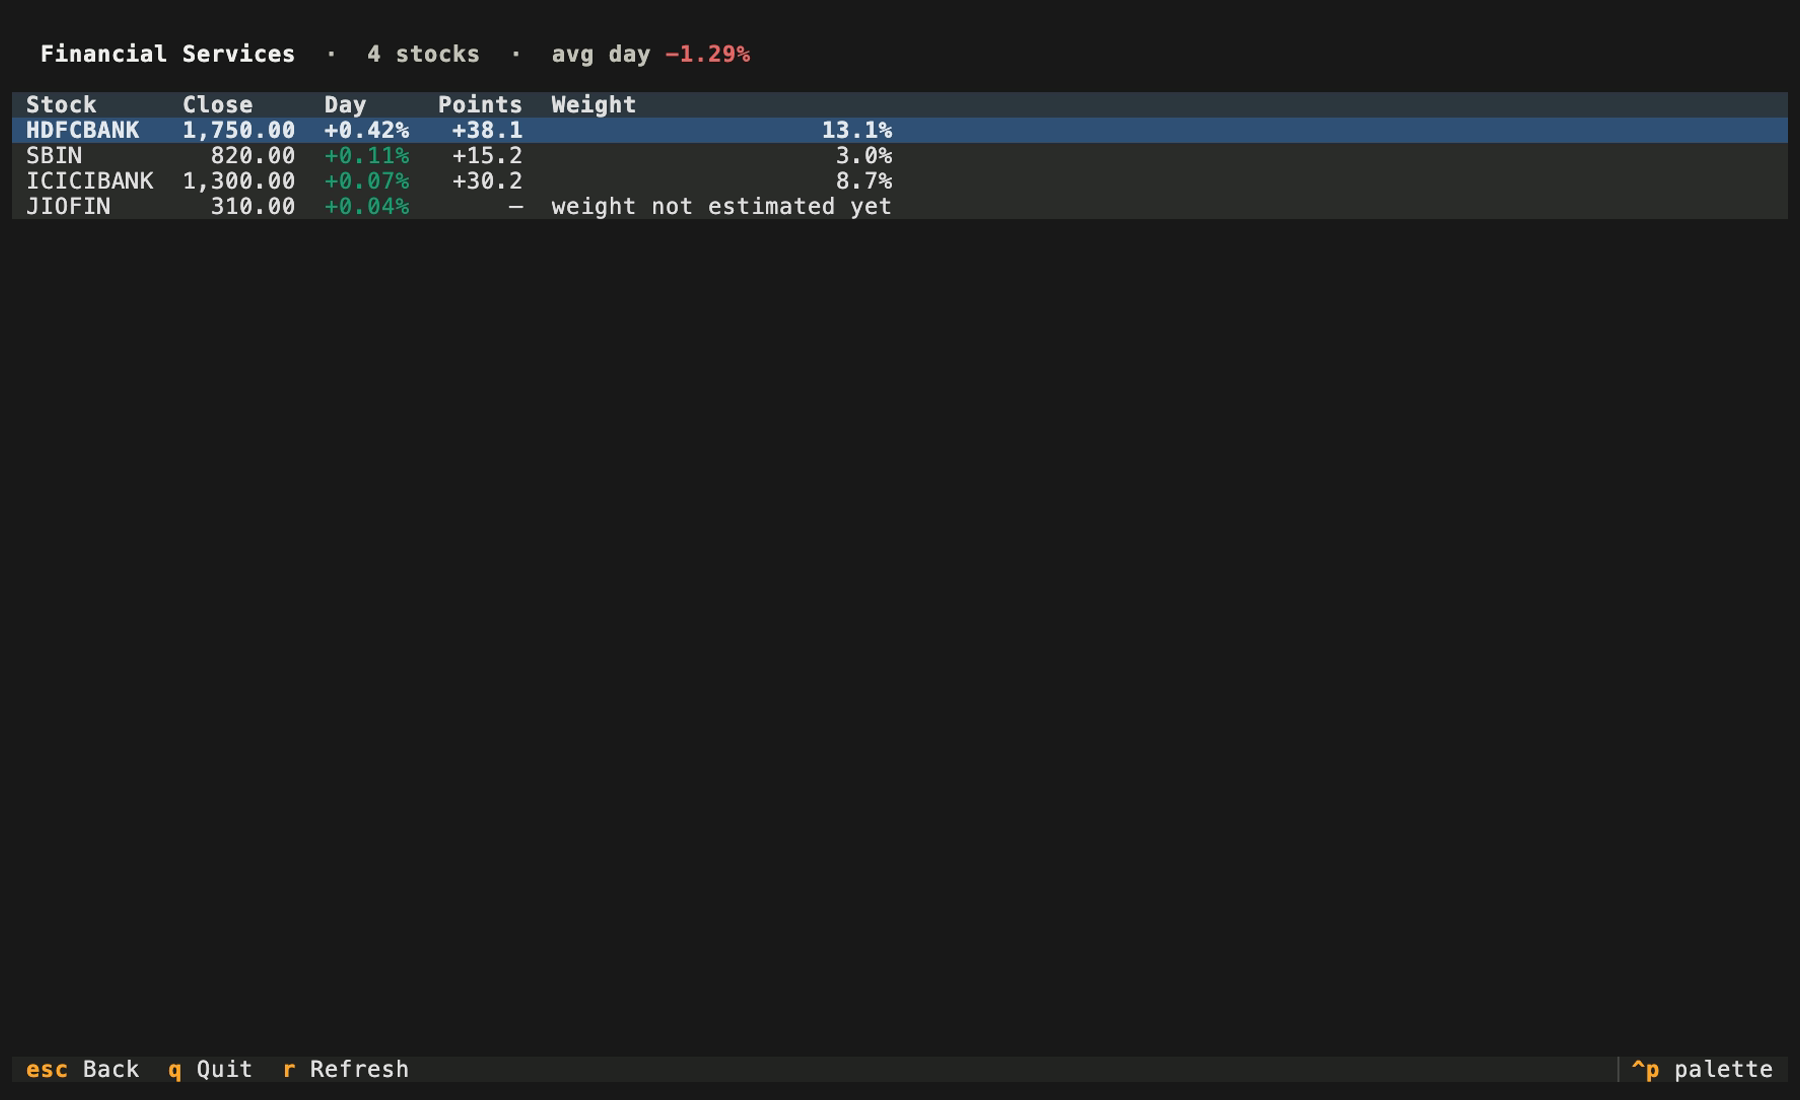 Financial Services · 4 stocks · avg day −1.29%
Stock Close Day Points Weight
HDFCBANK 1,750.00 +0.42% +38.1 13.1%
SBIN 820.00 +0.11% +15.2 3.0%
ICICIBANK 1,300.00 +0.07% +30.2 8.7%
JIOFIN 310.00 +0.04% — weight not estimated yet
esc Back q Quit r Refresh ^p palette